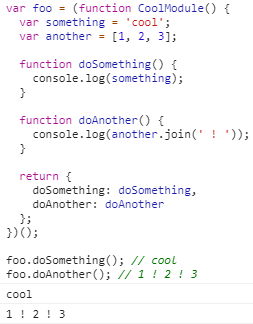 var foo = (function CoolModule() {
  var something = 'cool';
  var another = [1, 2, 3];

  function doSomething() {
    console.log(something);
  }

  function doAnother() {
    console.log(another.join(' ! '));
  }

  return {
    doSomething: doSomething,
    doAnother: doAnother
  };
})();

foo.doSomething(); // cool
foo.doAnother(); // 1 ! 2 ! 3
cool
1 ! 2 ! 3